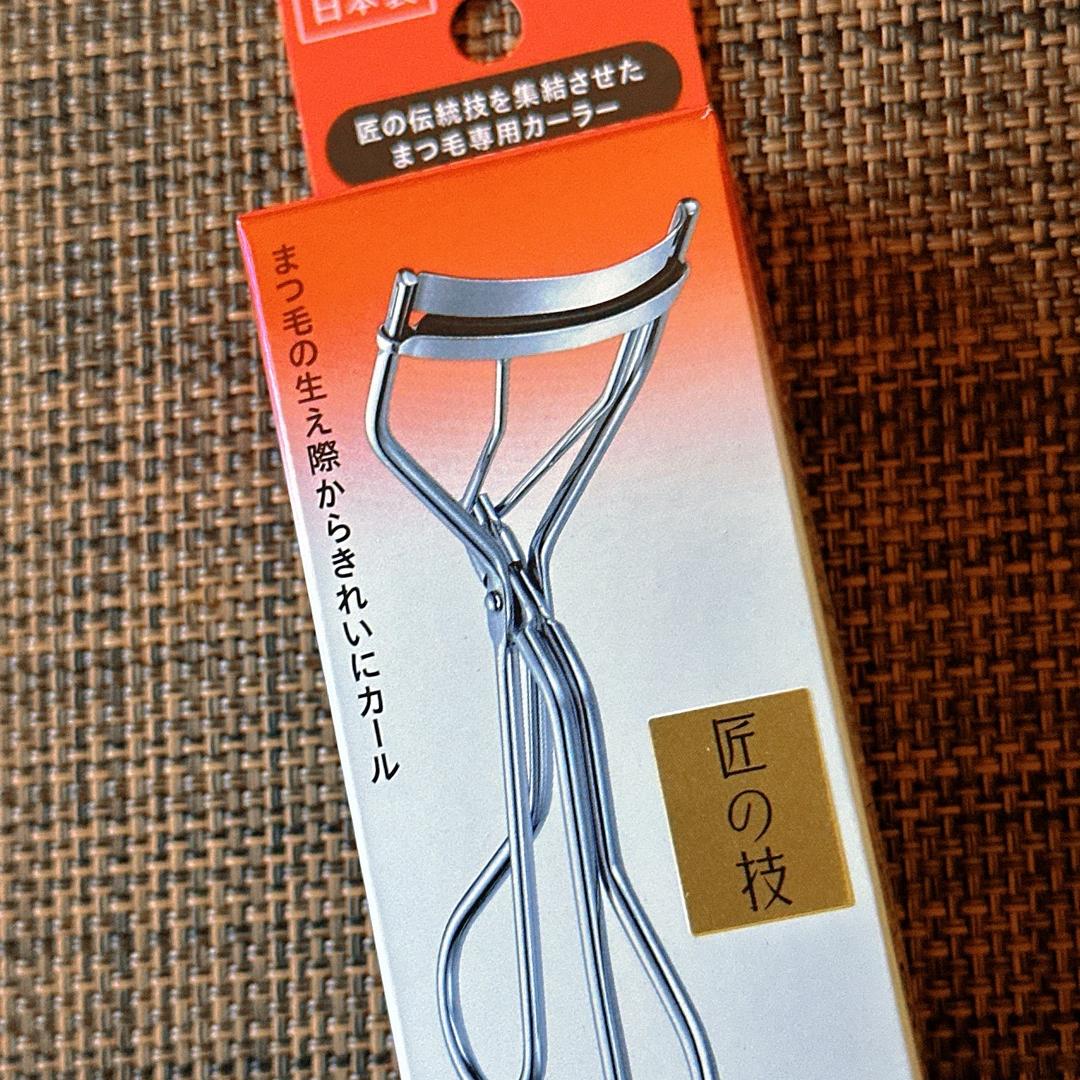 日本製
匠の伝統技を集結させた
まつ毛専用カーラー
まつ毛の生え際からきれいにカール
匠の技